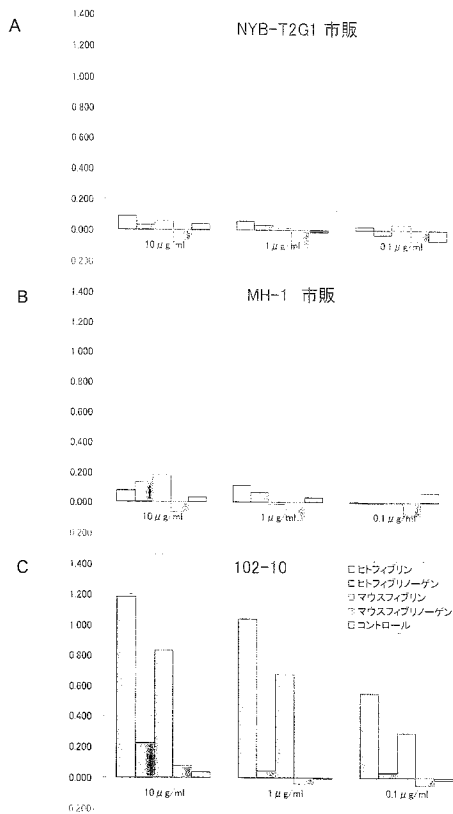 A
NYB-T2G1 市販
1.400
1.200
1.000
0.800
0.600
0.400
0.200
0.000
0.200
10 μg/ml
1 μg/ml
0.1 μg/ml
B
MH-1 市販
1.400
1.200
1.000
0.800
0.600
0.400
0.200
0.000
0.200
10 μg/ml
1 μg/ml
0.1 μg/ml
C
102-10
1.400
1.200
1.000
0.800
0.600
0.400
0.200
0.000
0.200
□ヒトフィブリン
□ヒトフィブリノーゲン
□マウスフィブリン
□マウスフィブリノーゲン
□コントロール
10 μg/ml
1 μg/ml
0.1 μg/ml